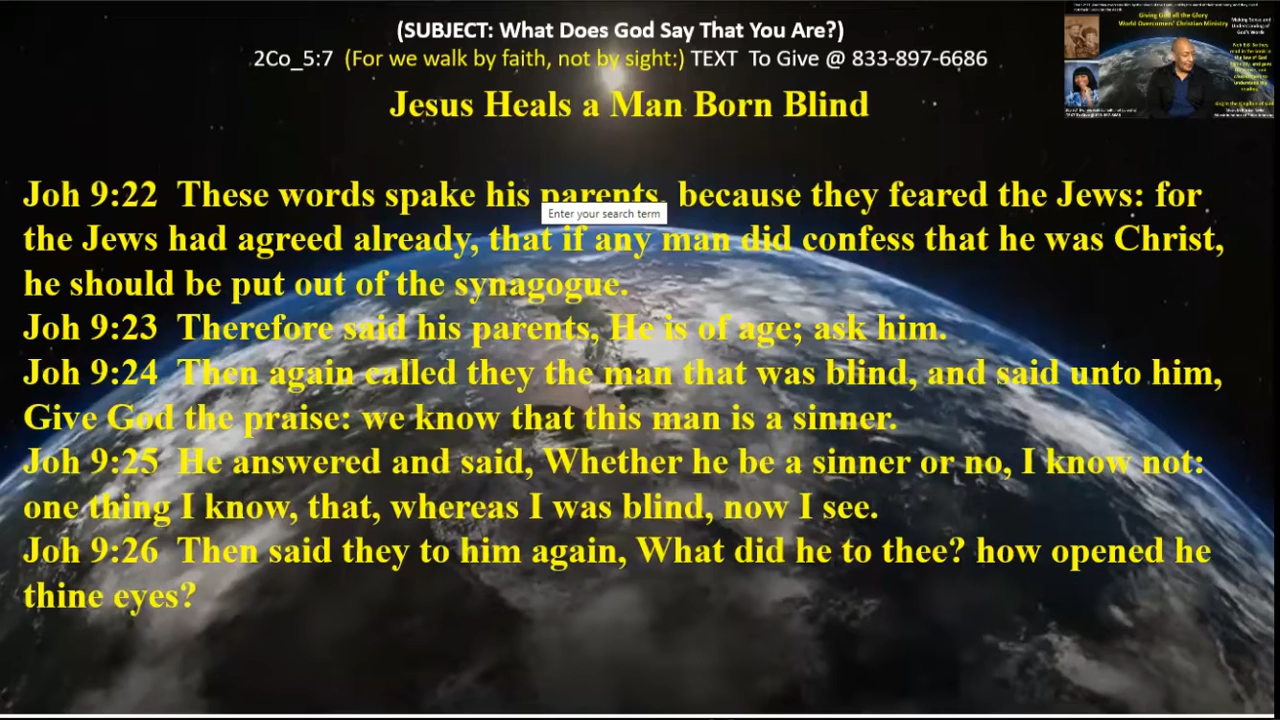 (SUBJECT: What Does God Say That You Are?)
2Co_5:7 (For we walk by faith, not by sight:) TEXT To Give @ 833-897-6686
Jesus Heals a Man Born Blind
Giving God all the Glory
World Overcomers' Christian Ministry
Making Sense and
Understanding of
God's Words
Joh 9:22 These words spake his parents, because they feared the Jews: for
Enter your search term
the Jews had agreed already, that if any man did confess that he was Christ,
he should be put out of the synagogue.
Joh 9:23 Therefore said his parents, He is of age; ask him.
Joh 9:24 Then again called they the man that was blind, and said unto him,
Give God the praise: we know that this man is a sinner.
Joh 9:25 He answered and said, Whether he be a sinner or no, I know not:
one thing I know, that, whereas I was blind, now I see.
Joh 9:26 Then said they to him again, What did he to thee? how opened he
thine eyes?